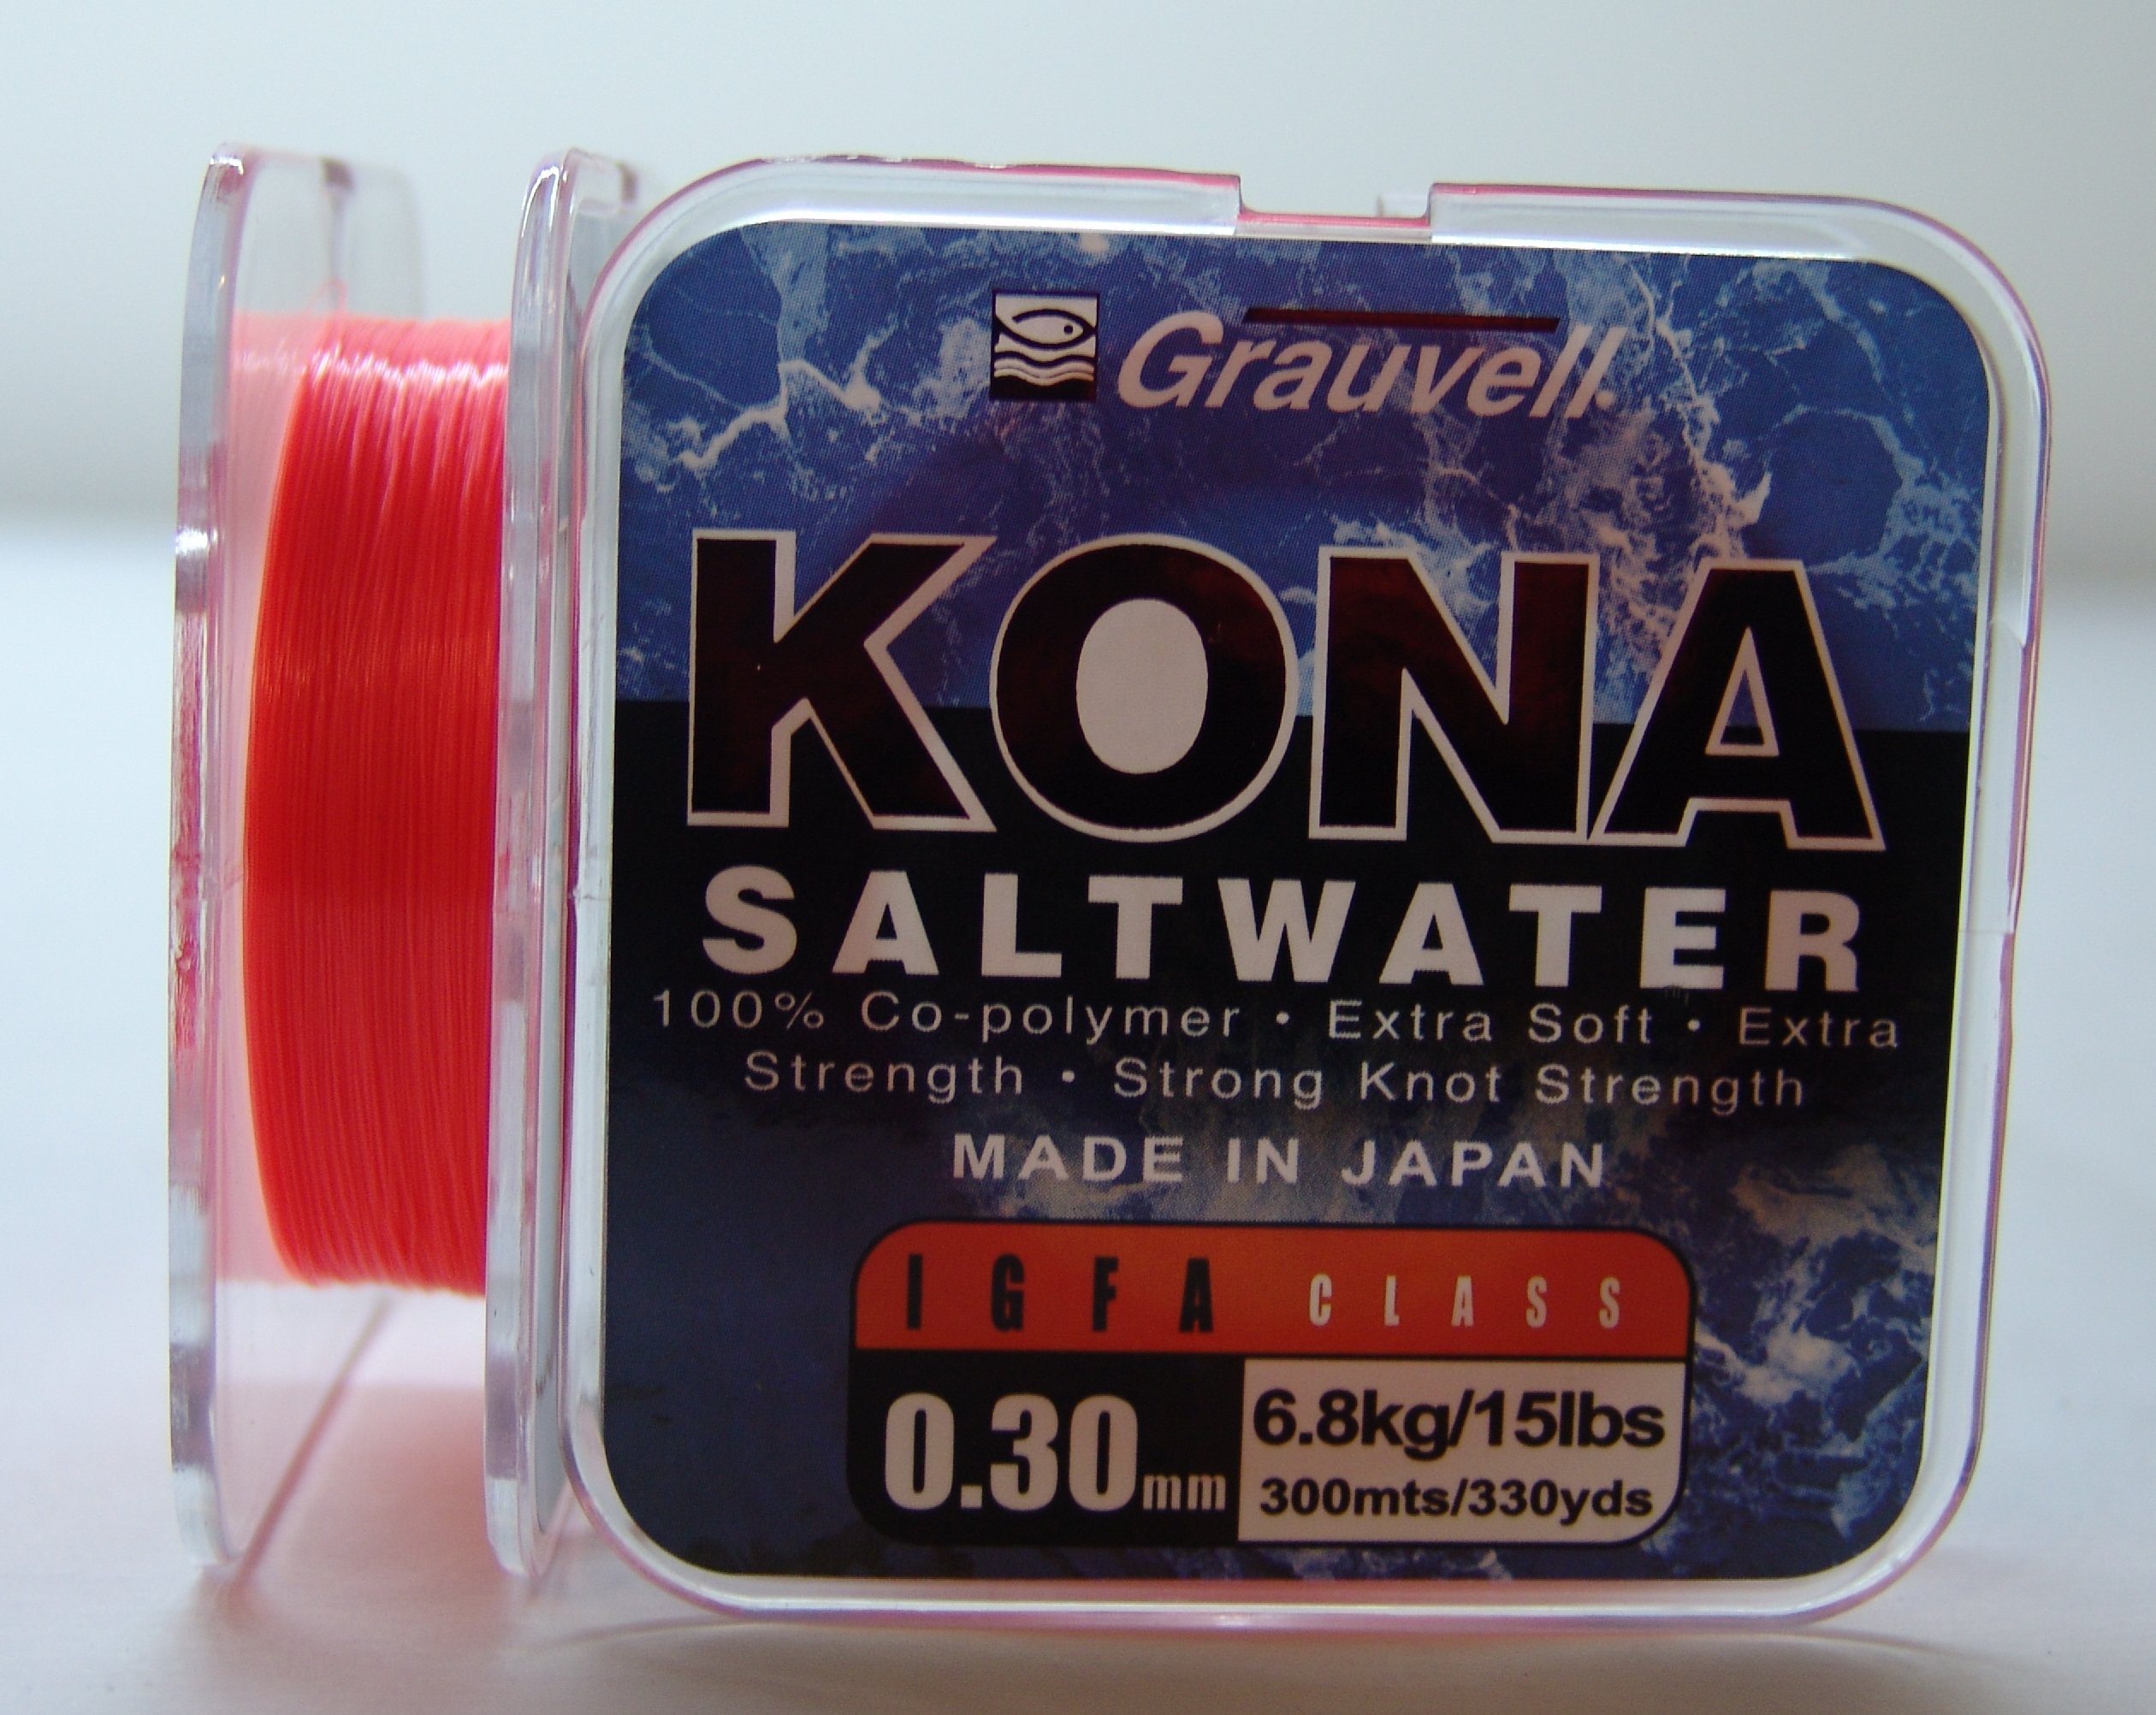 Grauvell
KONA
SALTWATER
100% Co-polymer • Extra Soft • Extra
Strength • Strong Knot Strength
MADE IN JAPAN
IGFA CLASS
0.30mm
6.8kg/15lbs
300mts/330yds